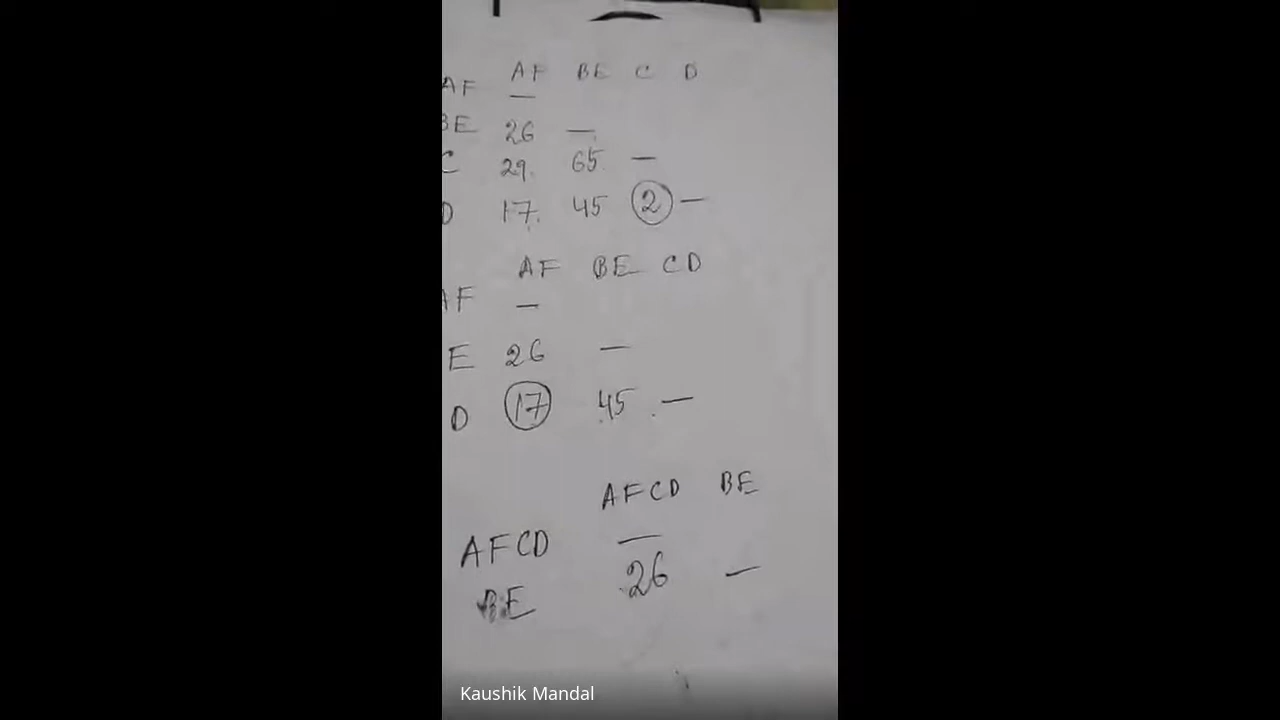 AF BE C D
AF —
BE 26 —
C 29. 65. —
D 17. 45 2 —
AF BE CD
AF —
E 26 —
D 17 45 —
AFCD BE
AFCD —
BE 26 —
Kaushik Mandal